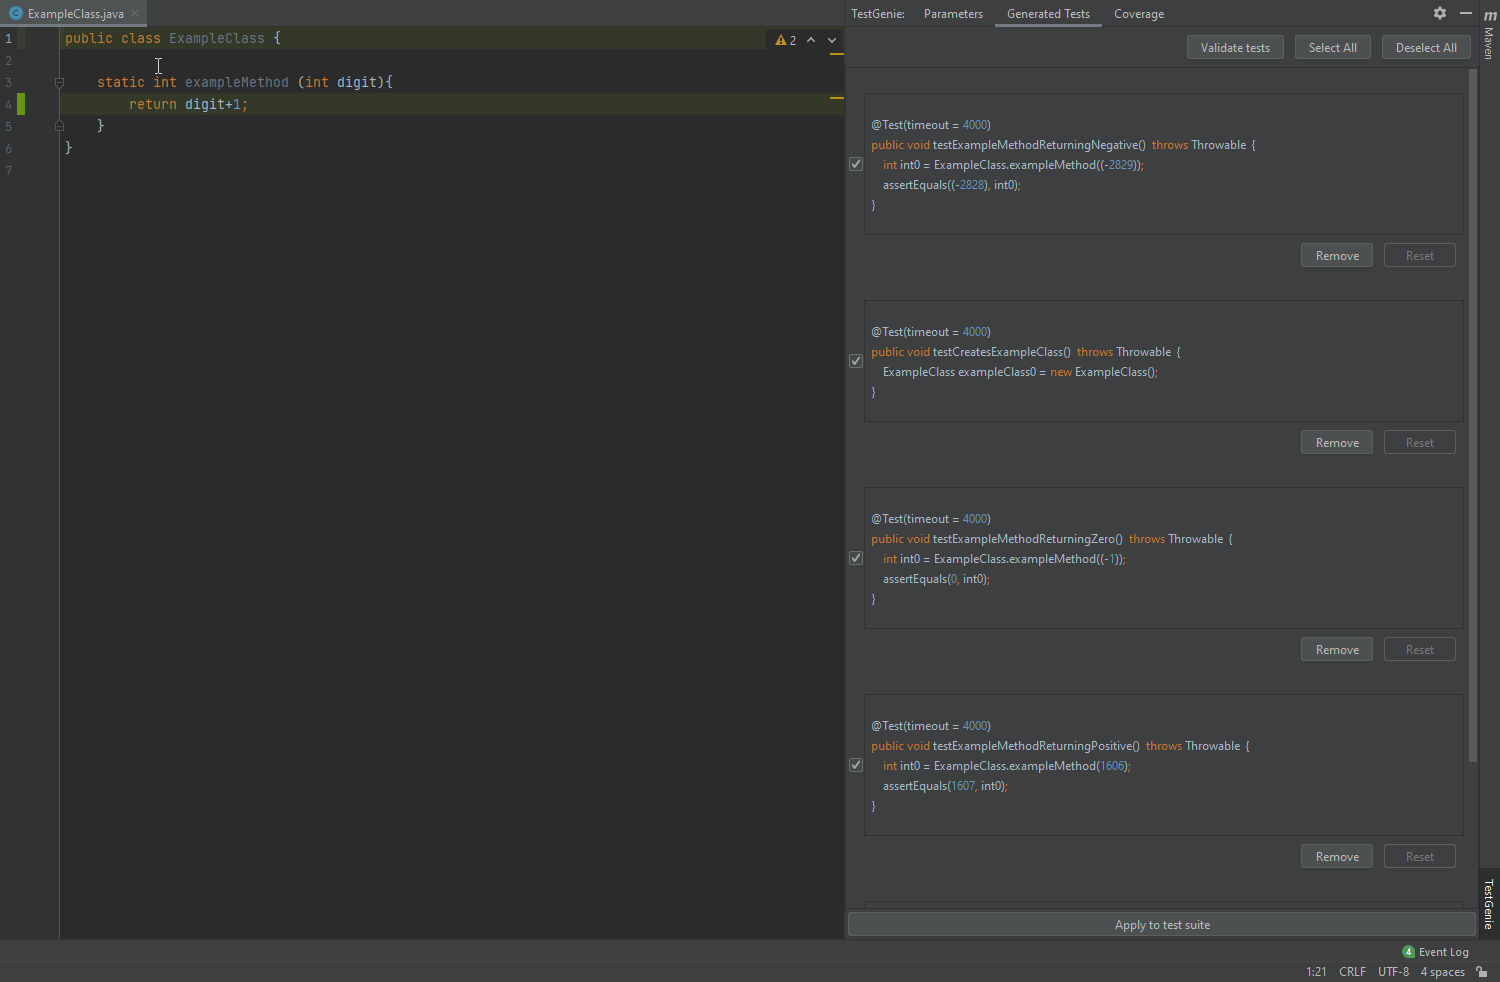 ExampleClass.java
1 public class ExampleClass {
2
3 static int exampleMethod (int digit){
4 return digit+1;
5 }
6 }
7
2
TestGenie: Parameters Generated Tests Coverage
Validate tests Select All Deselect All
@Test(timeout = 4000)
public void testExampleMethodReturningNegative() throws Throwable {
int int0 = ExampleClass.exampleMethod((-2829));
assertEquals((-2828), int0);
}
Remove Reset
@Test(timeout = 4000)
public void testCreatesExampleClass() throws Throwable {
ExampleClass exampleClass0 = new ExampleClass();
}
Remove Reset
@Test(timeout = 4000)
public void testExampleMethodReturningZero() throws Throwable {
int int0 = ExampleClass.exampleMethod((-1));
assertEquals(0, int0);
}
Remove Reset
@Test(timeout = 4000)
public void testExampleMethodReturningPositive() throws Throwable {
int int0 = ExampleClass.exampleMethod(1606);
assertEquals(1607, int0);
}
Remove Reset
Apply to test suite
m Maven
TestGenie
4 Event Log
1:21 CRLF UTF-8 4 spaces